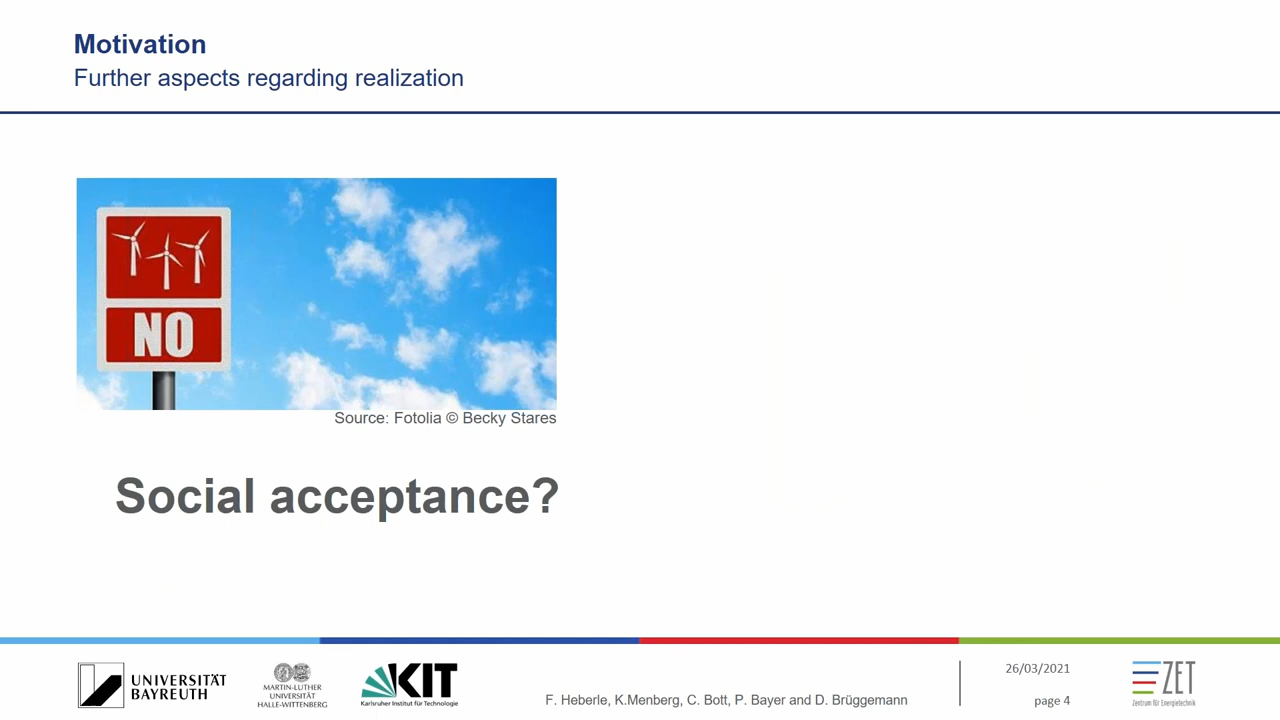 Motivation
Further aspects regarding realization
NO
Source: Fotolia © Becky Stares
Social acceptance?
UNIVERSITÄT
BAYREUTH
MARTIN-LUTHER
UNIVERSITÄT
HALLE-WITTENBERG
KIT
Karlsruher Institut für Technologie
F. Heberle, K.Menberg, C. Bott, P. Bayer and D. Brüggemann
26/03/2021
page 4
ZET
Zentrum für Energietechnik